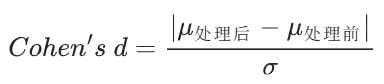 Cohen's d = |μ处理后 − μ处理前| / σ